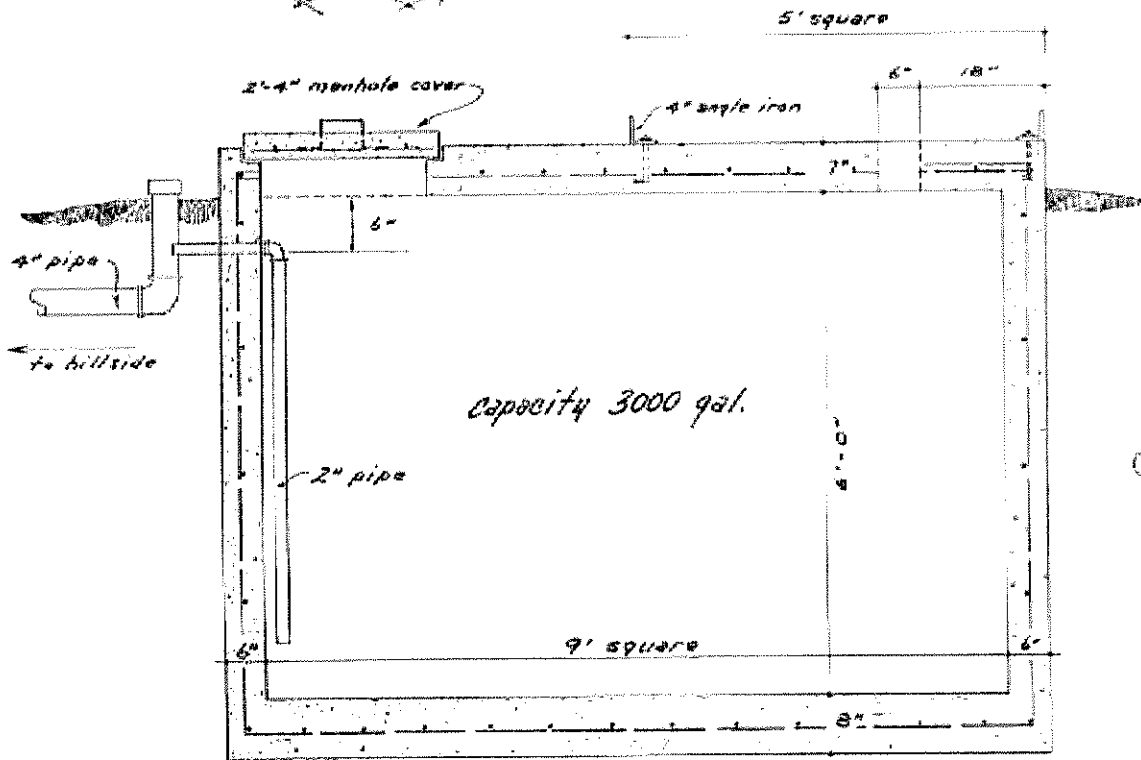 5' square
2'-4" manhole cover
6"
18"
4" angle iron
7"
6"
4" pipe
to hillside
capacity 3000 gal.
6'-0"
2" pipe
6"
9' square
6"
8"